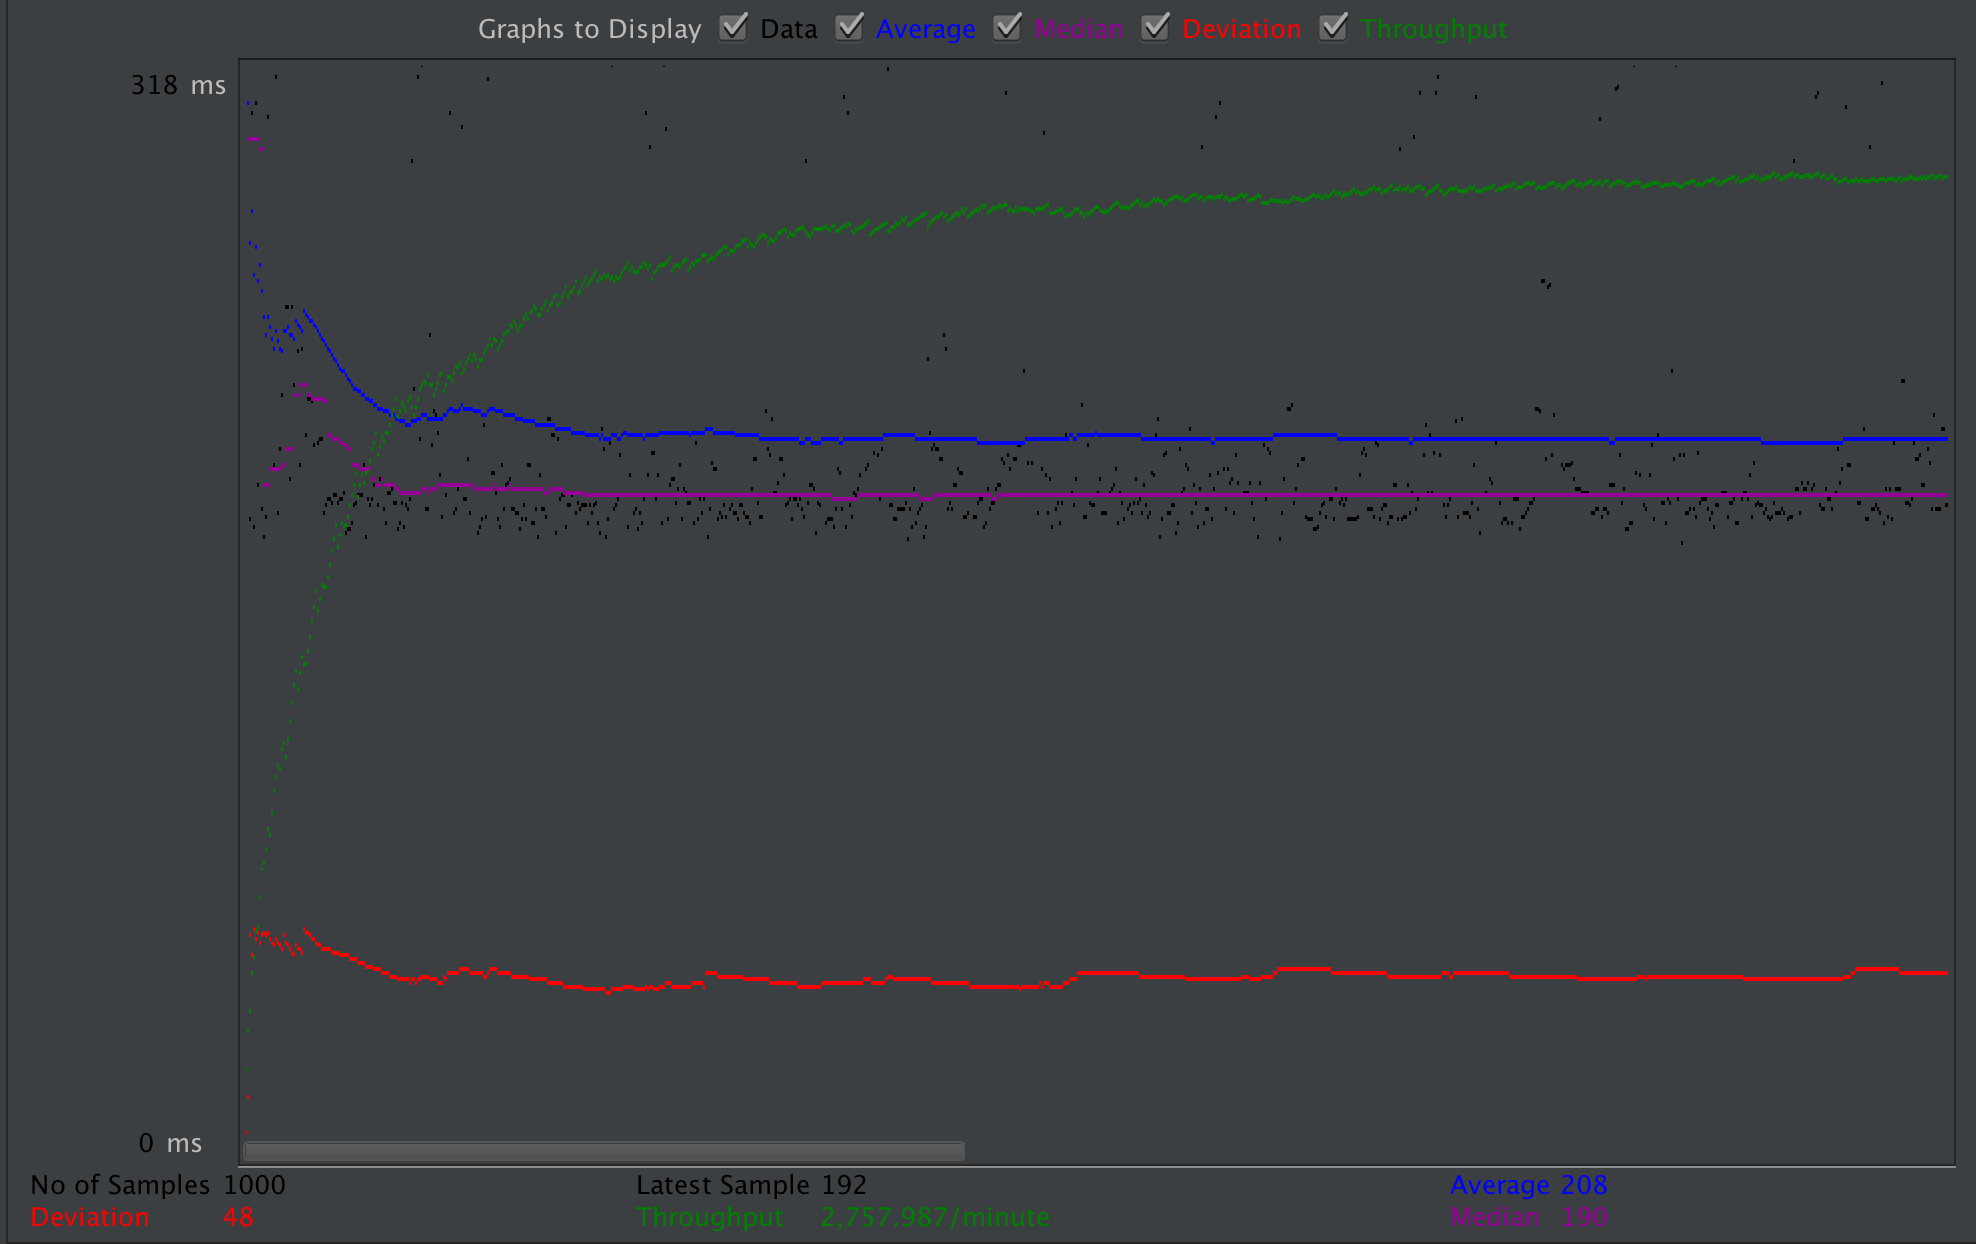 Graphs to Display Data Average Median Deviation Throughput
318 ms
0 ms
No of Samples 1000 Latest Sample 192 Average 208
Deviation 48 Throughput 2,757.987/minute Median 190